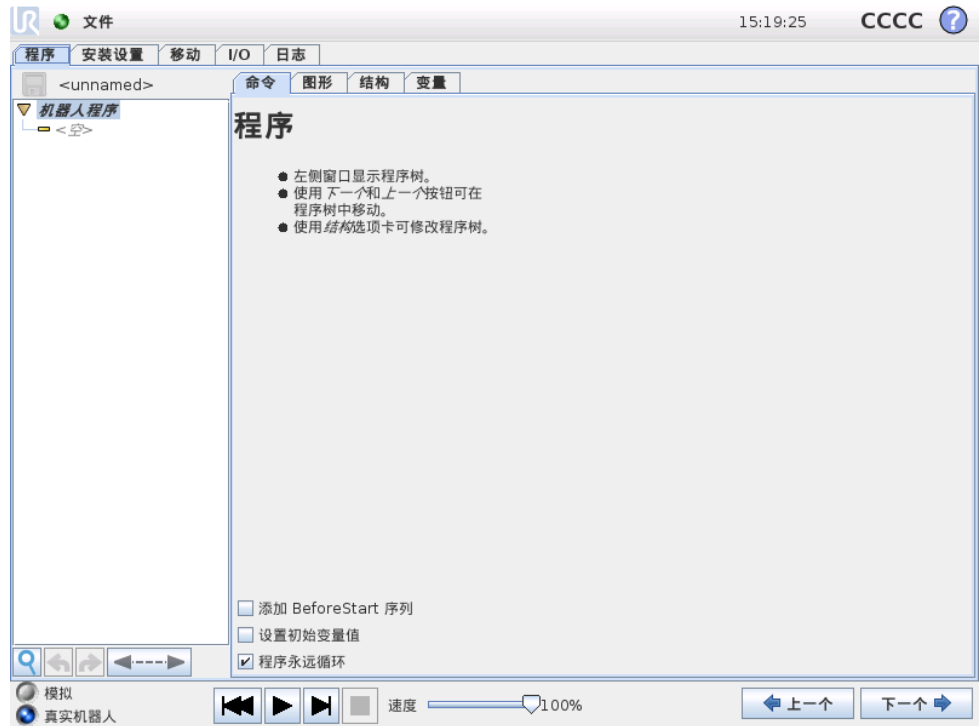 UR 文件 15:19:25 CCCC ?
程序 安装设置 移动 I/O 日志
<unnamed>
命令 图形 结构 变量
机器人程序
<空>
程序
左侧窗口显示程序树。
使用下一个和上一个按钮可在
程序树中移动。
使用结构选项卡可修改程序树。
添加 BeforeStart 序列
设置初始变量值
程序永远循环
模拟
真实机器人
速度 100%
上一个 下一个